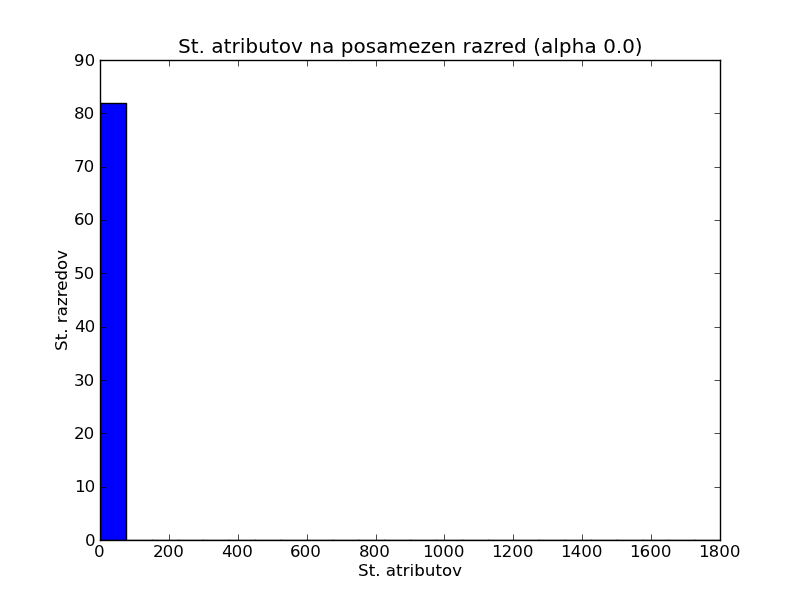 St. atributov na posamezen razred (alpha 0.0)
90
80
70
60
50
40
30
20
10
0
St. razredov
0 200 400 600 800 1000 1200 1400 1600 1800
St. atributov